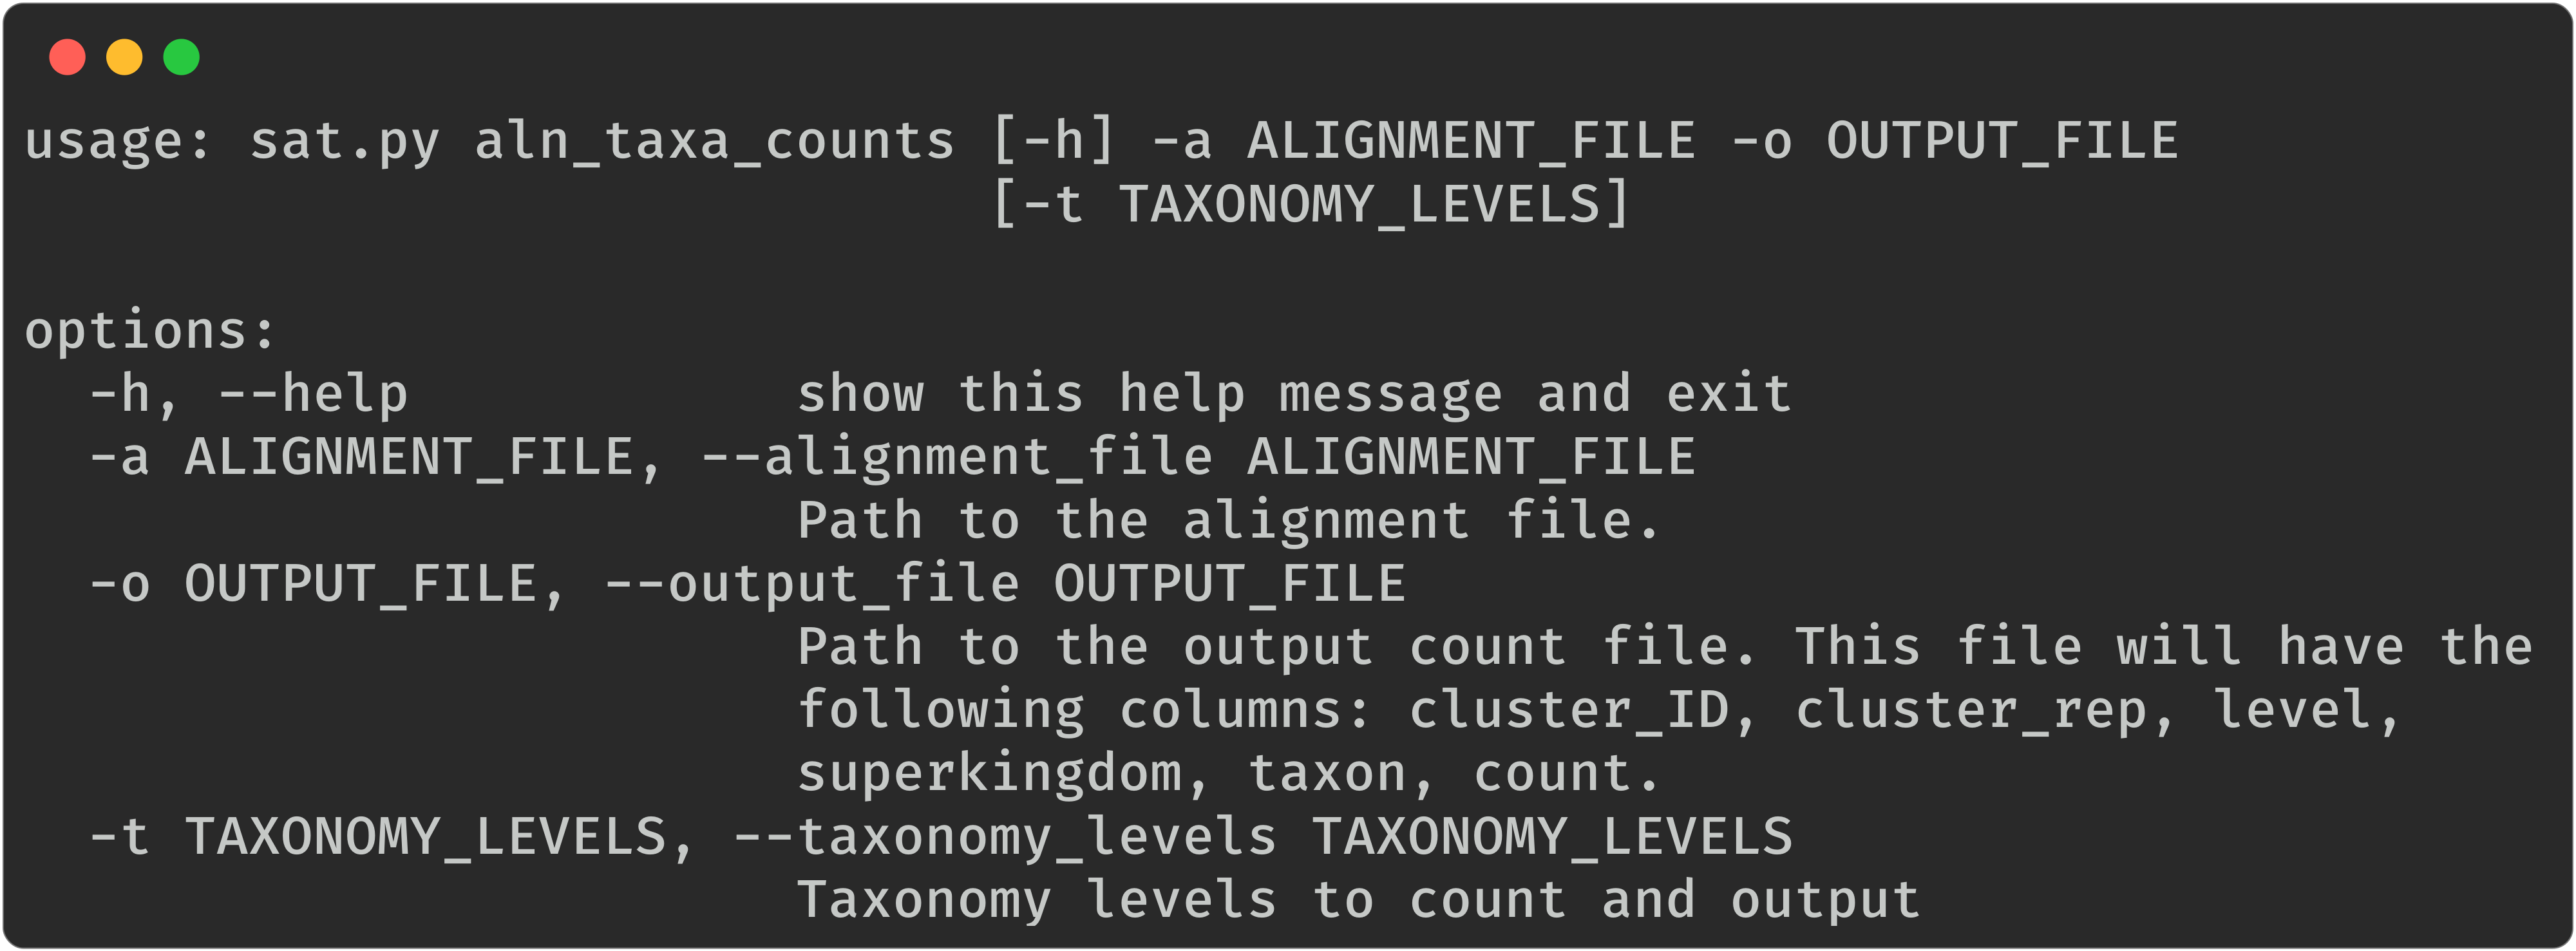 usage: sat.py aln_taxa_counts [-h] -a ALIGNMENT_FILE -o OUTPUT_FILE
[-t TAXONOMY_LEVELS]
options:
-h, --help show this help message and exit
-a ALIGNMENT_FILE, --alignment_file ALIGNMENT_FILE
Path to the alignment file.
-o OUTPUT_FILE, --output_file OUTPUT_FILE
Path to the output count file. This file will have the
following columns: cluster_ID, cluster_rep, level,
superkingdom, taxon, count.
-t TAXONOMY_LEVELS, --taxonomy_levels TAXONOMY_LEVELS
Taxonomy levels to count and output